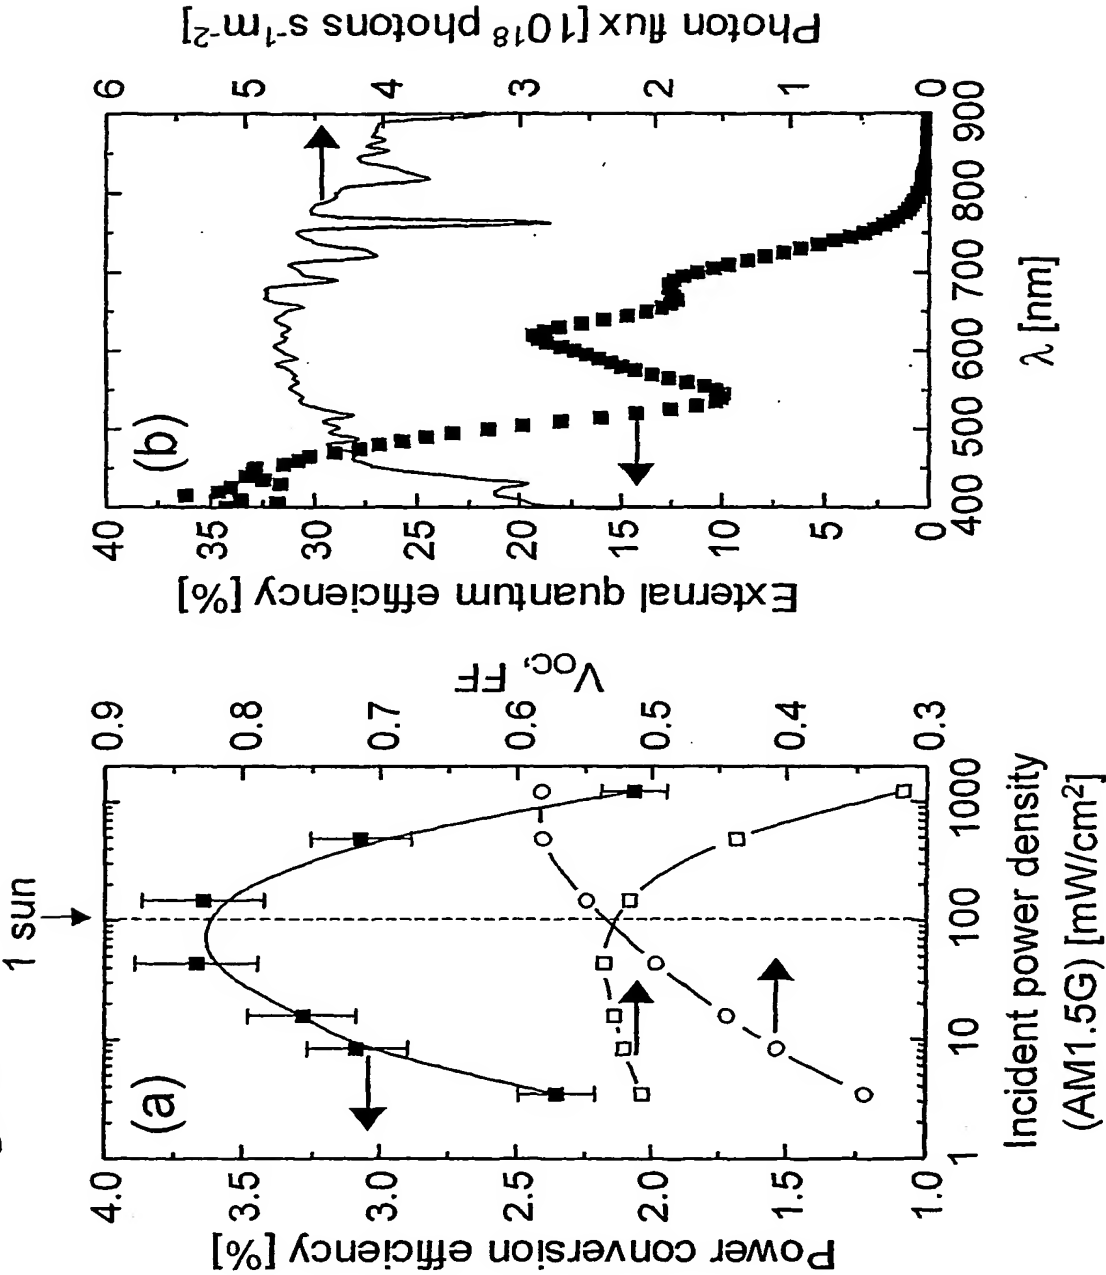 1 sun
(a)
Power conversion efficiency [%]
4.0
3.5
3.0
2.5
2.0
1.5
1.0
V_OC, FF
0.9
0.8
0.7
0.6
0.5
0.4
0.3
1 10 100 1000
Incident power density
(AM1.5G) [mW/cm²]
(b)
External quantum efficiency [%]
40
35
30
25
20
15
10
5
0
Photon flux [10¹⁸ photons s⁻¹m⁻²]
6
5
4
3
2
1
0
400 500 600 700 800 900
λ [nm]